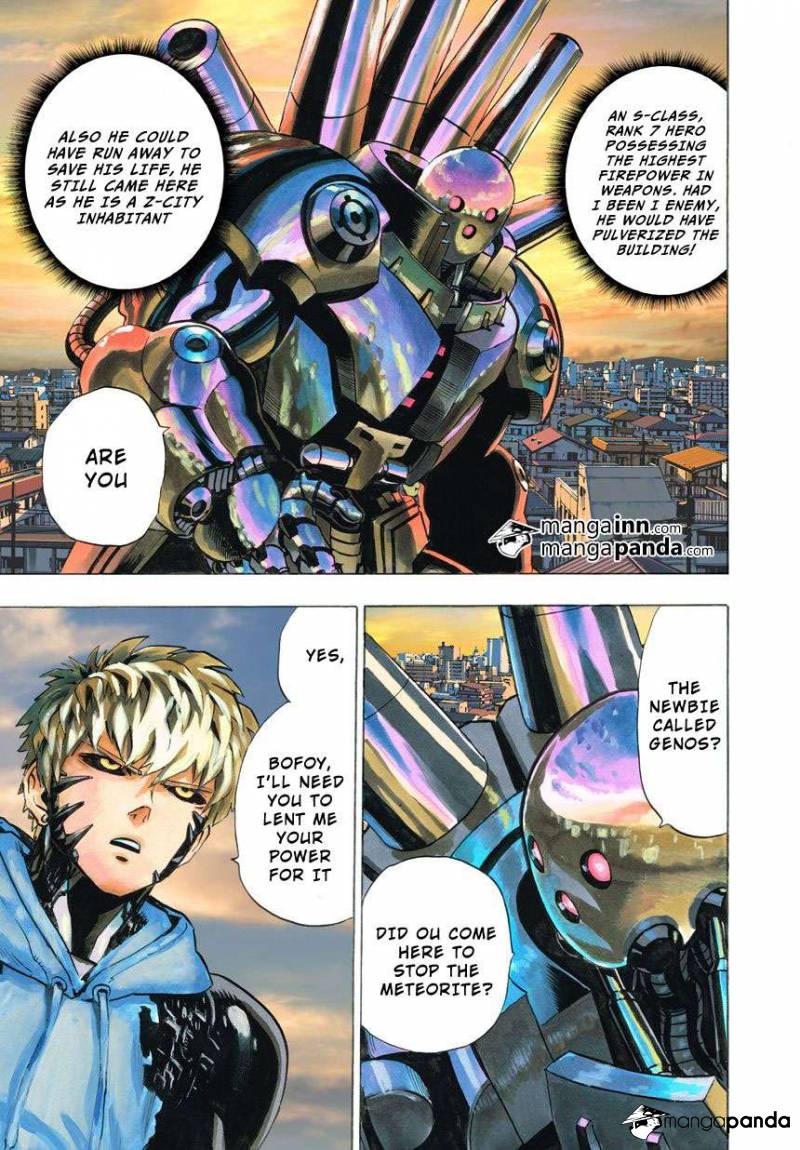 AN S-CLASS,
RANK 7 HERO
POSSESSING
THE HIGHEST
FIREPOWER IN
WEAPONS. HAD
I BEEN I ENEMY,
HE WOULD HAVE
PULVERIZED THE
BUILDING!
ALSO HE COULD
HAVE RUN AWAY TO
SAVE HIS LIFE, HE
STILL CAME HERE
AS HE IS A Z-CITY
INHABITANT
ARE
YOU
mangainn.com
mangapanda.com
THE
NEWBIE
CALLED
GENOS?
DID OU COME
HERE TO
STOP THE
METEORITE?
YES,
BOFOY,
I'LL NEED
YOU TO
LENT ME
YOUR
POWER
FOR IT
mangapanda